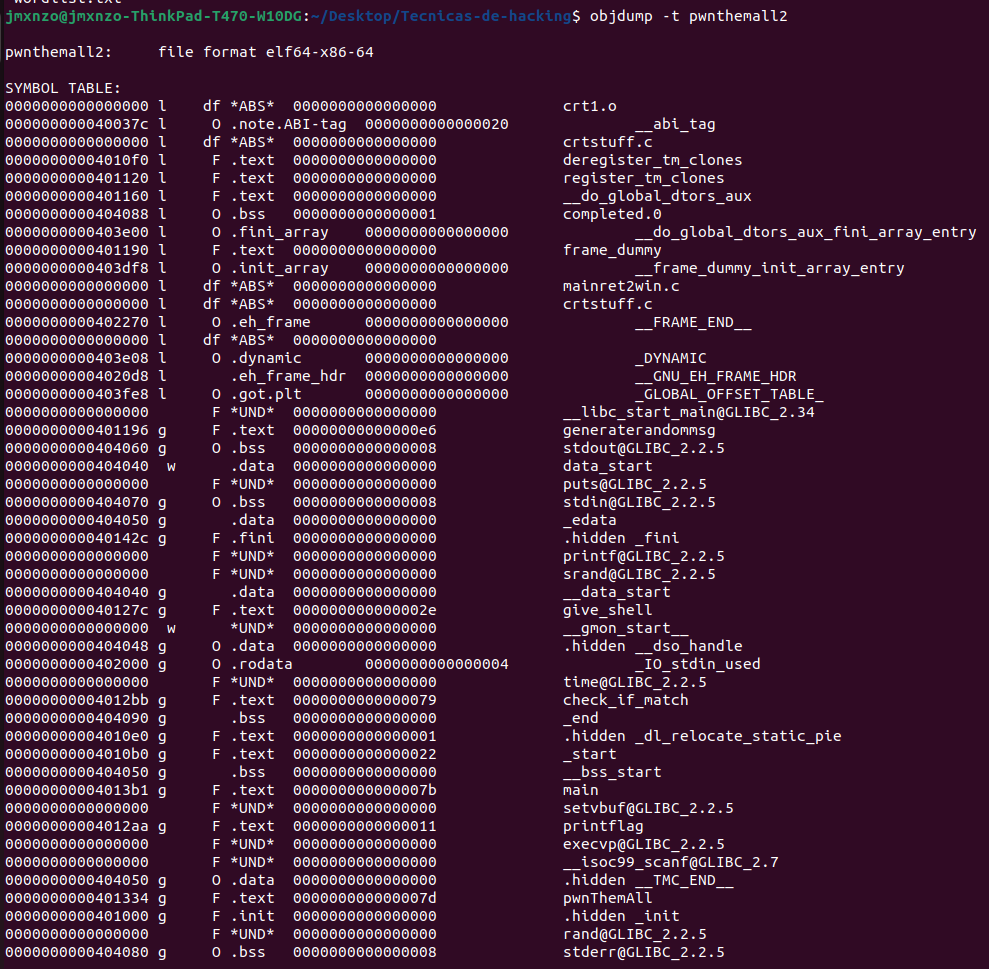 wordlist.txt
jmxnzo@jmxnzo-ThinkPad-T470-W10DG:~/Desktop/Tecnicas-de-hacking$ objdump -t pwnthemall2
pwnthemall2:     file format elf64-x86-64
SYMBOL TABLE:
0000000000000000 l    df *ABS*  0000000000000000              crt1.o
000000000040037c l     O .note.ABI-tag  0000000000000020              __abi_tag
0000000000000000 l    df *ABS*  0000000000000000              crtstuff.c
00000000004010f0 l     F .text  0000000000000000              deregister_tm_clones
0000000000401120 l     F .text  0000000000000000              register_tm_clones
0000000000401160 l     F .text  0000000000000000              __do_global_dtors_aux
0000000000404088 l     O .bss   0000000000000001              completed.0
0000000000403e00 l     O .fini_array    0000000000000000              __do_global_dtors_aux_fini_array_entry
0000000000401190 l     F .text  0000000000000000              frame_dummy
0000000000403df8 l     O .init_array    0000000000000000              __frame_dummy_init_array_entry
0000000000000000 l    df *ABS*  0000000000000000              mainret2win.c
0000000000000000 l    df *ABS*  0000000000000000              crtstuff.c
0000000000402270 l     O .eh_frame      0000000000000000              __FRAME_END__
0000000000000000 l    df *ABS*  0000000000000000
0000000000403e08 l     O .dynamic       0000000000000000              _DYNAMIC
00000000004020d8 l       .eh_frame_hdr  0000000000000000              __GNU_EH_FRAME_HDR
0000000000403fe8 l     O .got.plt       0000000000000000              _GLOBAL_OFFSET_TABLE_
0000000000000000       F *UND*  0000000000000000              __libc_start_main@GLIBC_2.34
0000000000401196 g     F .text  00000000000000e6              generaterandommsg
0000000000404060 g     O .bss   0000000000000008              stdout@GLIBC_2.2.5
0000000000404040  w      .data  0000000000000000              data_start
0000000000000000       F *UND*  0000000000000000              puts@GLIBC_2.2.5
0000000000404070 g     O .bss   0000000000000008              stdin@GLIBC_2.2.5
0000000000404050 g       .data  0000000000000000              _edata
000000000040142c g     F .fini  0000000000000000              .hidden _fini
0000000000000000       F *UND*  0000000000000000              printf@GLIBC_2.2.5
0000000000000000       F *UND*  0000000000000000              srand@GLIBC_2.2.5
0000000000404040 g       .data  0000000000000000              __data_start
000000000040127c g     F .text  000000000000002e              give_shell
0000000000000000  w      *UND*  0000000000000000              __gmon_start__
0000000000404048 g     O .data  0000000000000000              .hidden __dso_handle
0000000000402000 g     O .rodata        0000000000000004              _IO_stdin_used
0000000000000000       F *UND*  0000000000000000              time@GLIBC_2.2.5
00000000004012bb g     F .text  0000000000000079              check_if_match
0000000000404090 g       .bss   0000000000000000              _end
00000000004010e0 g     F .text  0000000000000001              .hidden _dl_relocate_static_pie
00000000004010b0 g     F .text  0000000000000022              _start
0000000000404050 g       .bss   0000000000000000              __bss_start
00000000004013b1 g     F .text  000000000000007b              main
0000000000000000       F *UND*  0000000000000000              setvbuf@GLIBC_2.2.5
00000000004012aa g     F .text  0000000000000011              printflag
0000000000000000       F *UND*  0000000000000000              execvp@GLIBC_2.2.5
0000000000000000       F *UND*  0000000000000000              __isoc99_scanf@GLIBC_2.7
0000000000404050 g     O .data  0000000000000000              .hidden __TMC_END__
0000000000401334 g     F .text  000000000000007d              pwnThemAll
0000000000401000 g     F .init  0000000000000000              .hidden _init
0000000000000000       F *UND*  0000000000000000              rand@GLIBC_2.2.5
0000000000404080 g     O .bss   0000000000000008              stderr@GLIBC_2.2.5